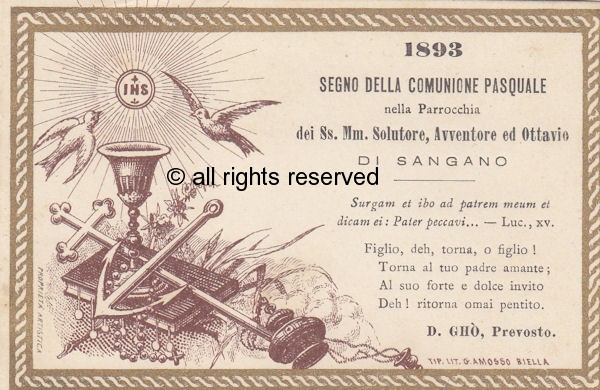 1893
SEGNO DELLA COMUNIONE PASQUALE
nella Parrocchia
dei Ss. Mm. Solutore, Avventore ed Ottavio
DI SANGANO
Surgam et ibo ad patrem meum et
dicam ei: Pater peccavi... — Luc., XV.
Figlio, deh, torna, o figlio!
Torna al tuo padre amante;
Al suo forte e dolce invito
Deh! ritorna omai pentito.
D. GHÒ, Prevosto.
TIP. LIT. G. AMOSSO BIELLA
IHS
© all rights reserved
ARTISTICA